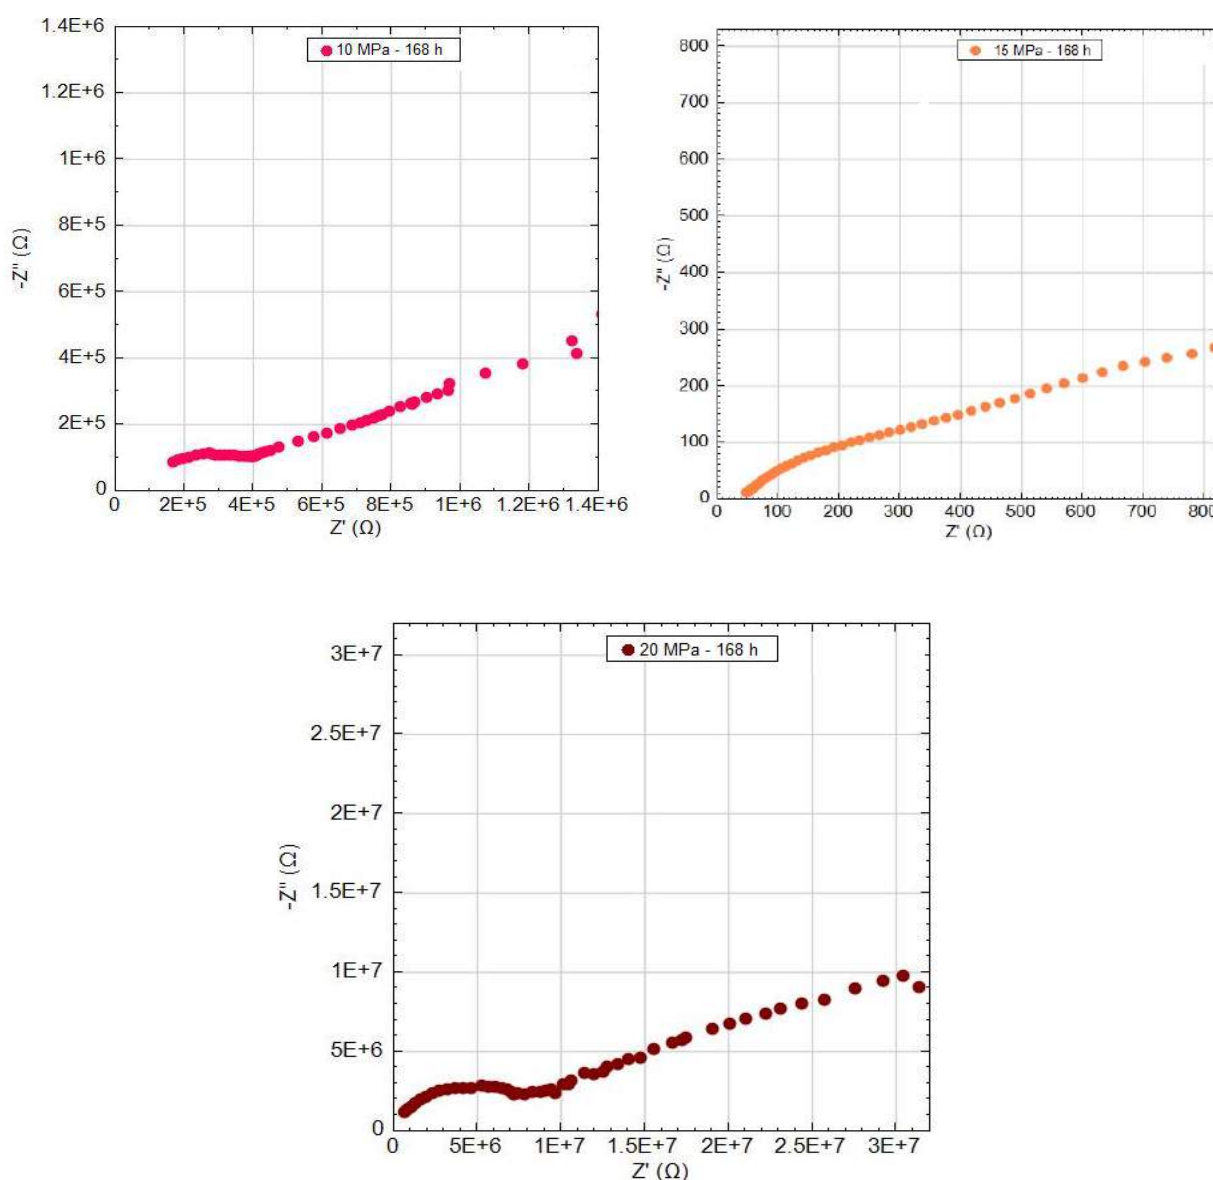 1.4E+6
10 MPa - 168 h
1.2E+6
1E+6
8E+5
6E+5
4E+5
2E+5
0
-Z'' (Ω)
0 2E+5 4E+5 6E+5 8E+5 1E+6 1.2E+6 1.4E+6
Z' (Ω)
15 MPa - 168 h
800
700
600
500
400
300
200
100
0
-Z'' (Ω)
0 100 200 300 400 500 600 700 800
Z' (Ω)
20 MPa - 168 h
3E+7
2.5E+7
2E+7
1.5E+7
1E+7
5E+6
0
-Z'' (Ω)
0 5E+6 1E+7 1.5E+7 2E+7 2.5E+7 3E+7
Z' (Ω)